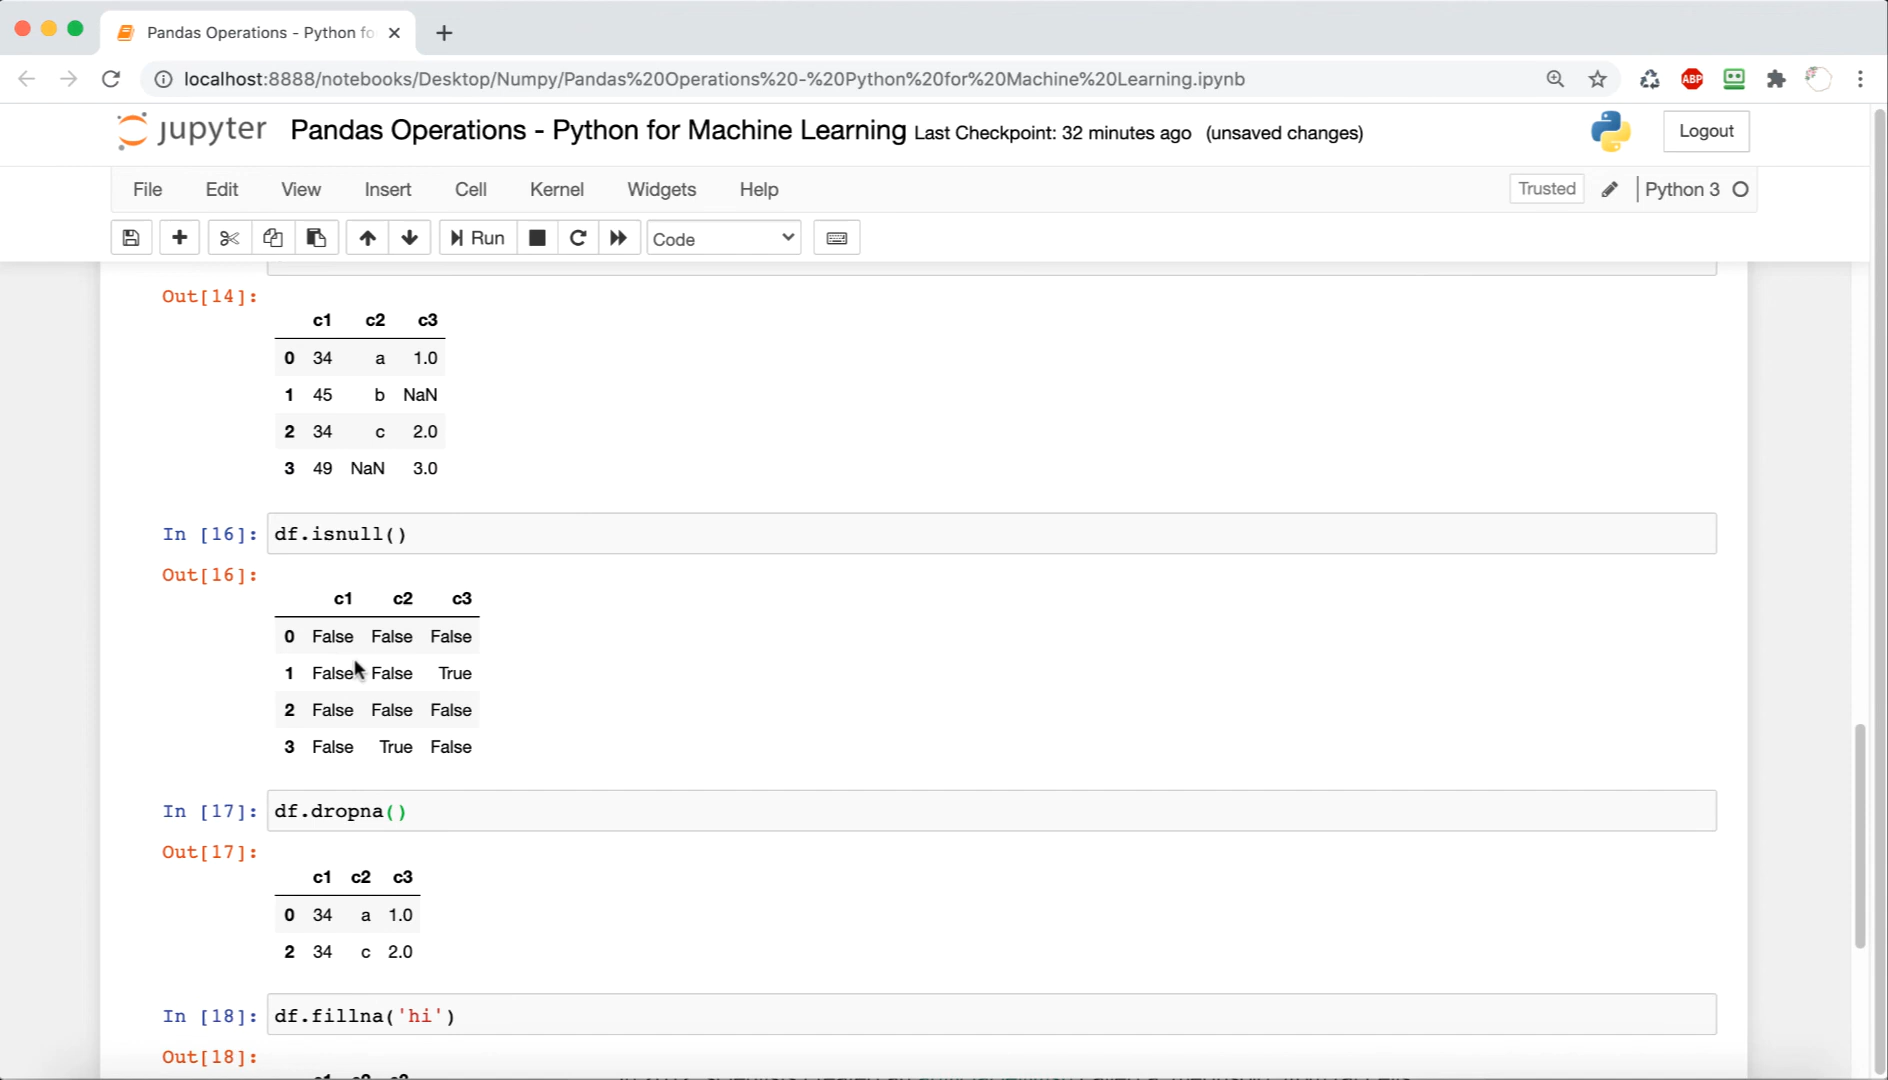 Pandas Operations - Python fo
localhost:8888/notebooks/Desktop/Numpy/Pandas%20Operations%20-%20Python%20for%20Machine%20Learning.ipynb
ABP
jupyter Pandas Operations - Python for Machine Learning Last Checkpoint: 32 minutes ago (unsaved changes)
Logout
File Edit View Insert Cell Kernel Widgets Help
Trusted Python 3
Run Code
Out[14]:
c1 c2 c3
0 34 a 1.0
1 45 b NaN
2 34 c 2.0
3 49 NaN 3.0
In [16]: df.isnull()
Out[16]:
c1 c2 c3
0 False False False
1 False False True
2 False False False
3 False True False
In [17]: df.dropna()
Out[17]:
c1 c2 c3
0 34 a 1.0
2 34 c 2.0
In [18]: df.fillna('hi')
Out[18]:
c1 c2 c3